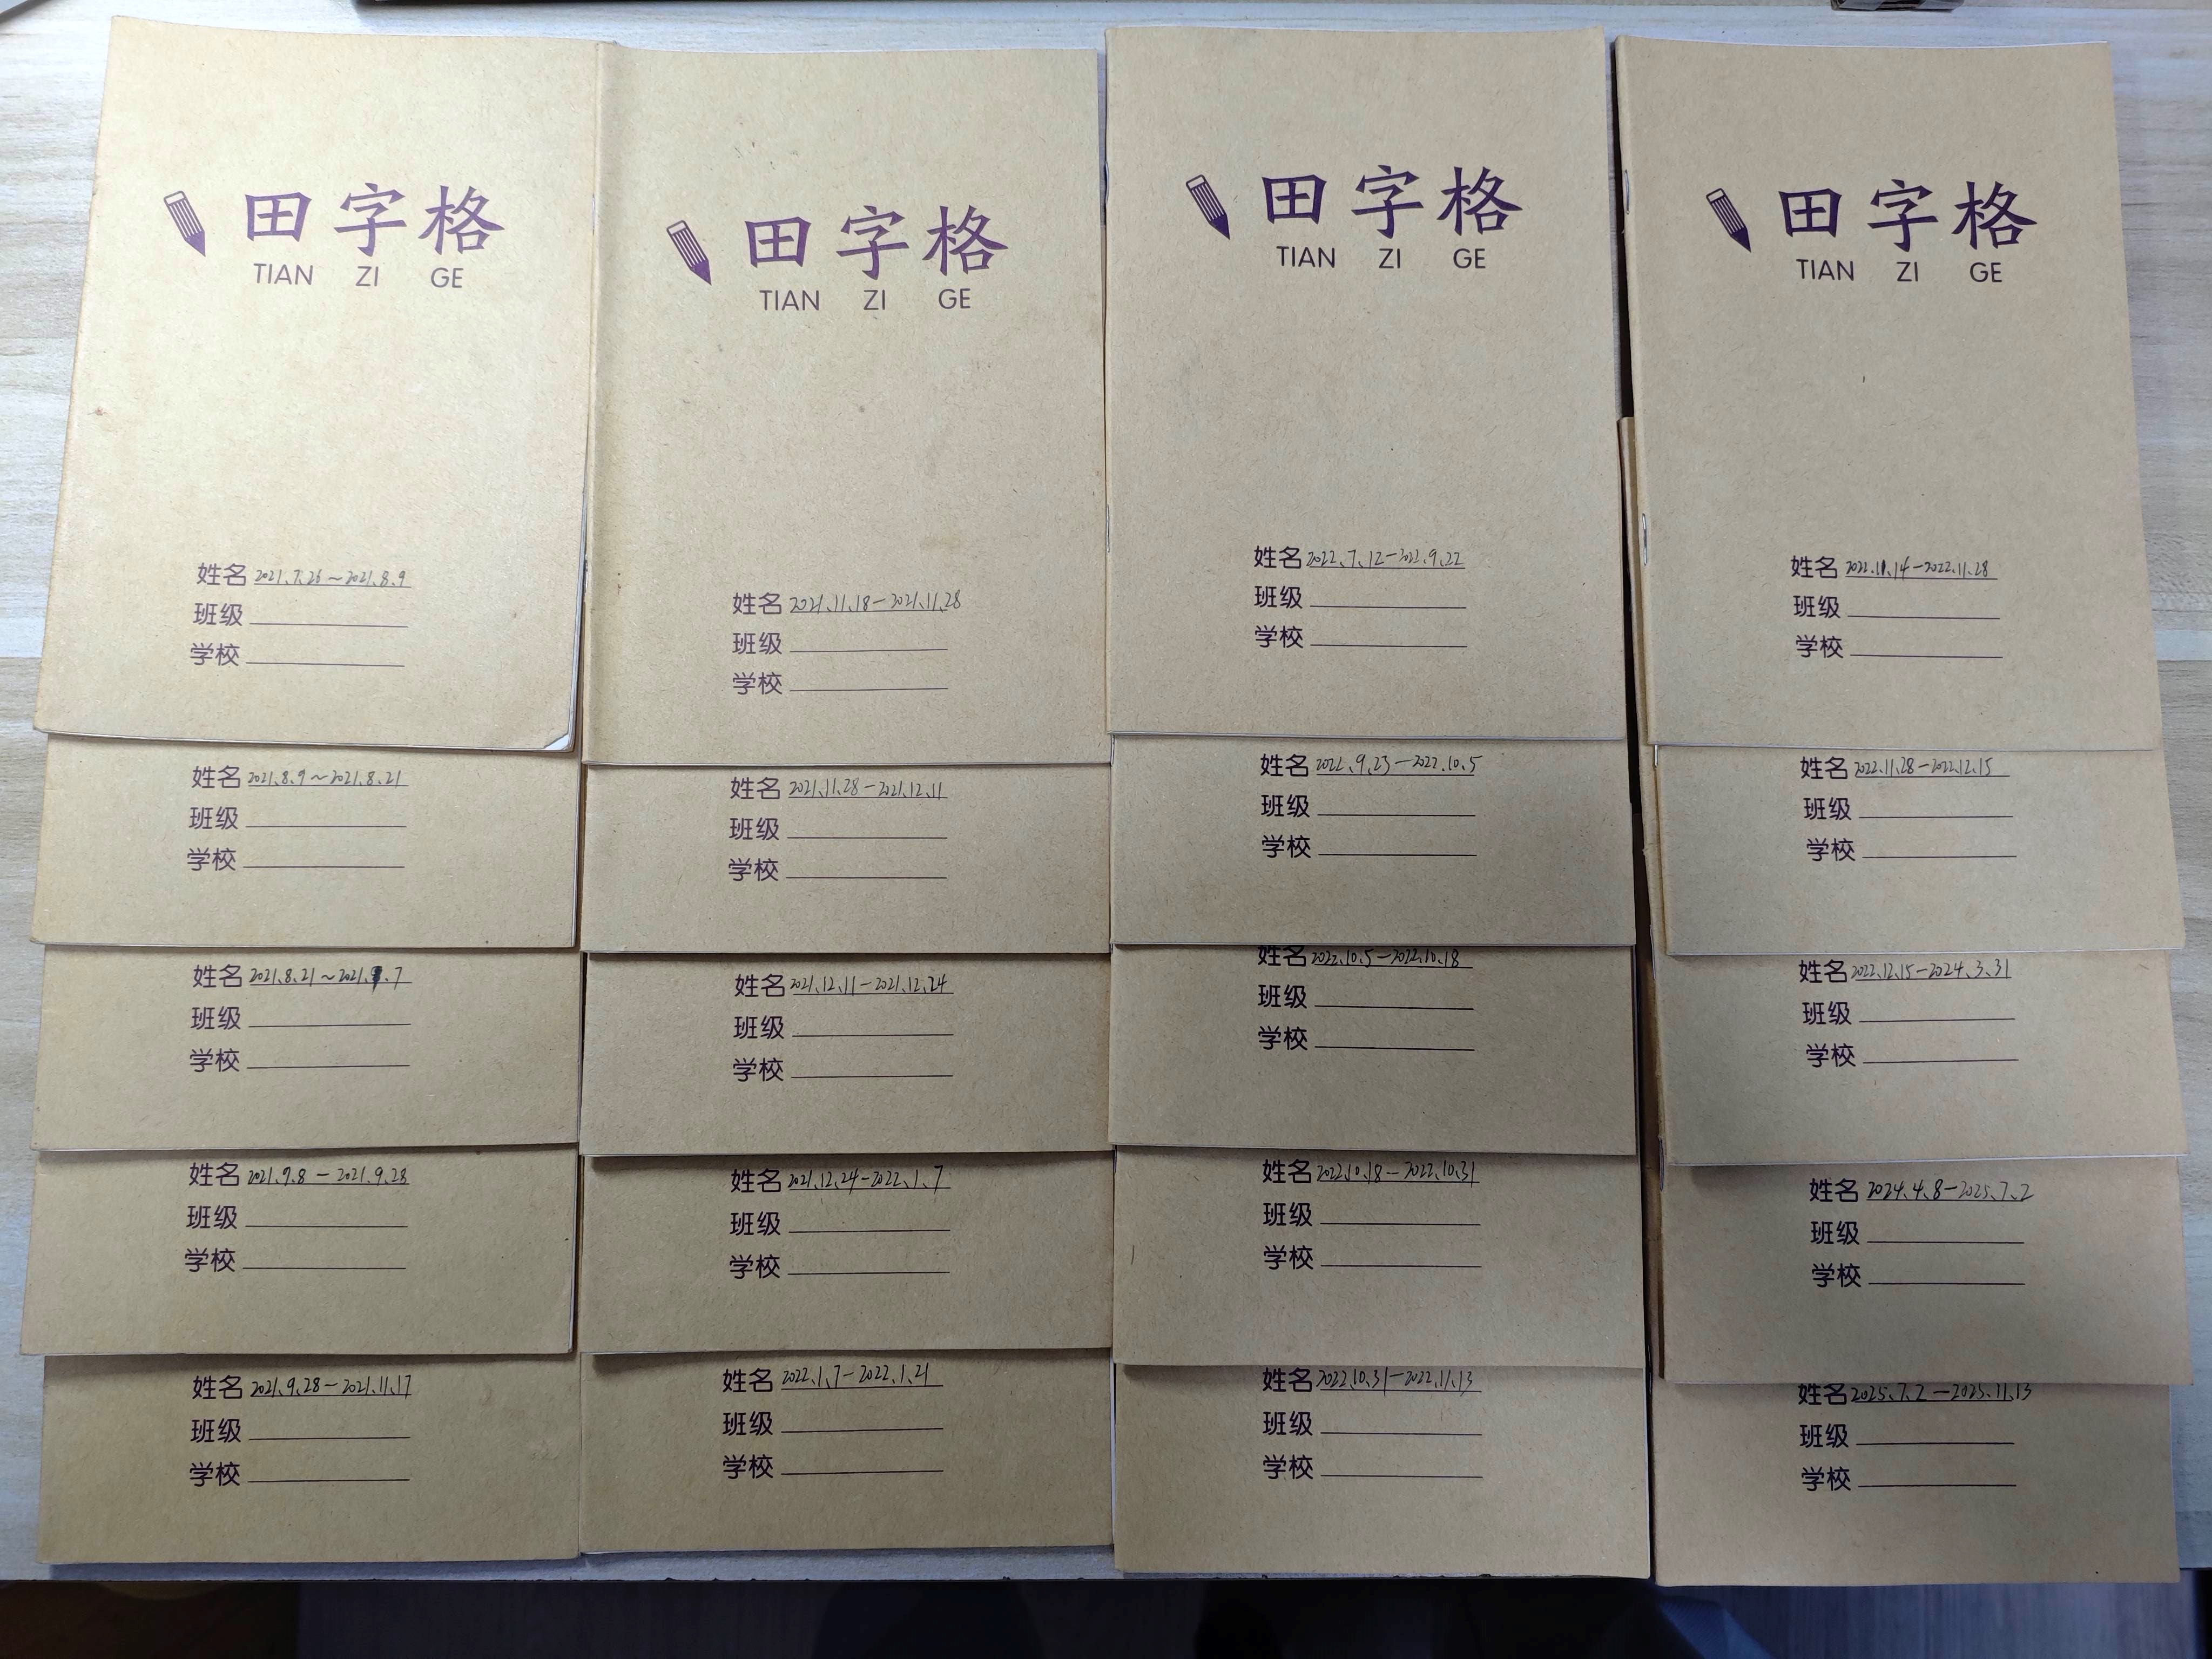 田字格
TIAN ZI GE
姓名 2021.7.26~2021.8.9
班级
学校
姓名 2021.8.9~2021.8.21
班级
学校
姓名 2021.8.21~2021.9.7
班级
学校
姓名 2021.9.8-2021.9.28
班级
学校
姓名 2021.9.28-2021.11.17
班级
学校
田字格
TIAN ZI GE
姓名 2021.11.18-2021.11.28
班级
学校
姓名 2021.11.28-2021.12.11
班级
学校
姓名 2021.12.11-2021.12.24
班级
学校
姓名 2021.12.24-2022.1.7
班级
学校
姓名 2022.1.7-2022.1.21
班级
学校
田字格
TIAN ZI GE
姓名 2022.7.12-2022.9.22
班级
学校
姓名 2022.9.23-2022.10.5
班级
学校
姓名 2022.10.5-2022.10.18
班级
学校
姓名 2022.10.18-2022.10.31
班级
学校
姓名 2022.10.31-2022.11.13
班级
学校
田字格
TIAN ZI GE
姓名 2022.11.14-2022.11.28
班级
学校
姓名 2022.11.28-2022.12.15
班级
学校
姓名 2022.12.15-2024.3.31
班级
学校
姓名 2024.4.8-2025.7.2
班级
学校
姓名 2025.7.2-2025.11.13
班级
学校